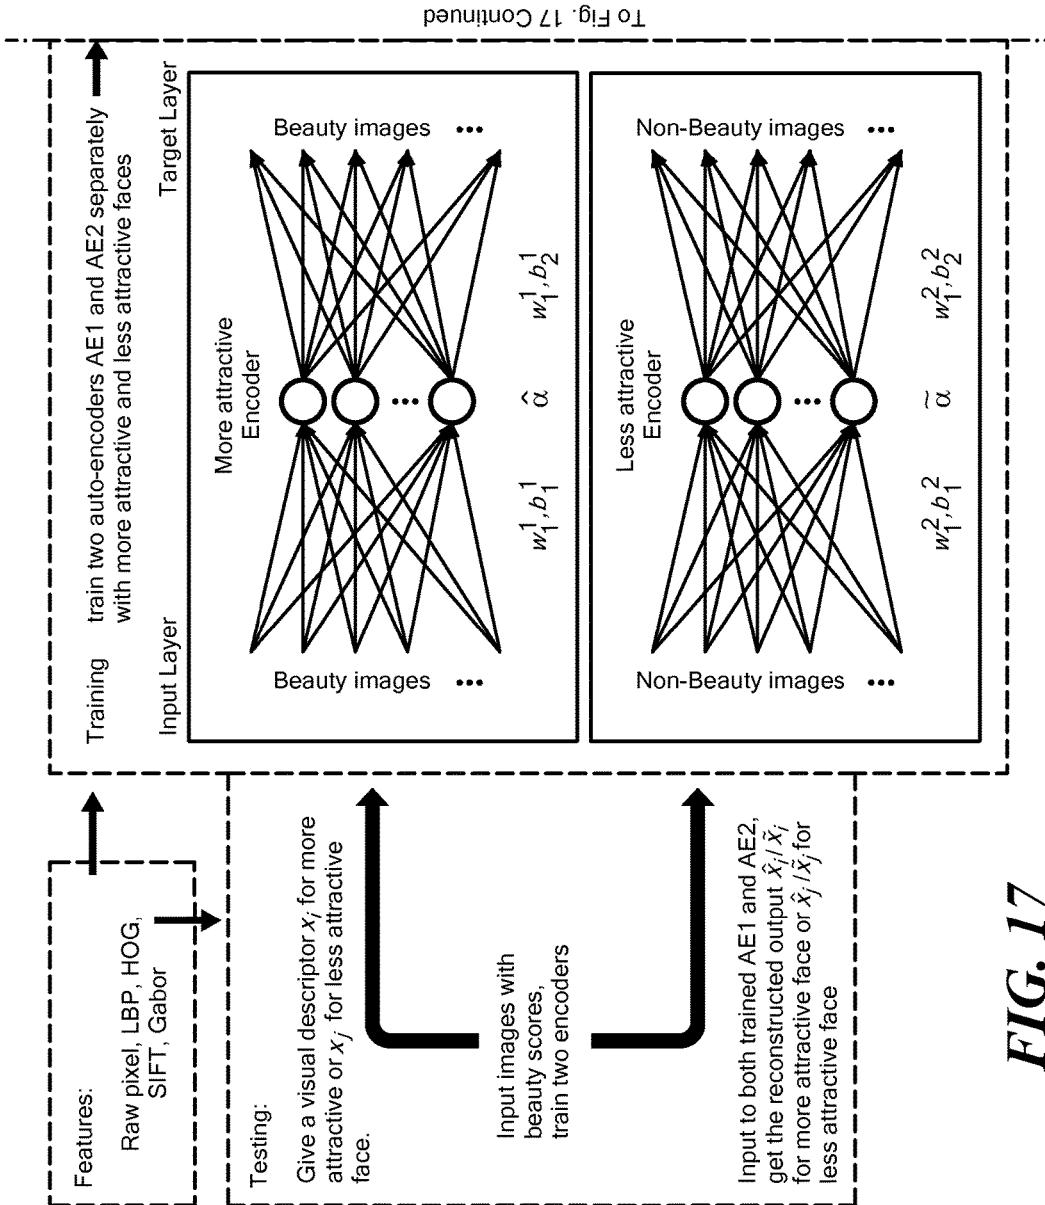 To Fig. 17 Continued
Features:
Raw pixel, LBP, HOG,
SIFT, Gabor
Training
train two auto-encoders AE1 and AE2 separately
with more attractive and less attractive faces
Input Layer
Target Layer
More attractive
Encoder
Beauty images •••
Beauty images •••
•••
w₁¹,b₁¹
α̂
w₁¹,b₂¹
Less attractive
Encoder
Non-Beauty images •••
Non-Beauty images •••
•••
w₁²,b₁²
α̃
w₁²,b₂²
Testing:
Give a visual descriptor xᵢ for more
attractive or xⱼ for less attractive
face.
Input images with
beauty scores,
train two encoders
Input to both trained AE1 and AE2,
get the reconstructed output x̂ᵢ/x̃ᵢ
for more attractive face or x̂ⱼ/x̃ⱼ for
less attractive face
FIG. 17